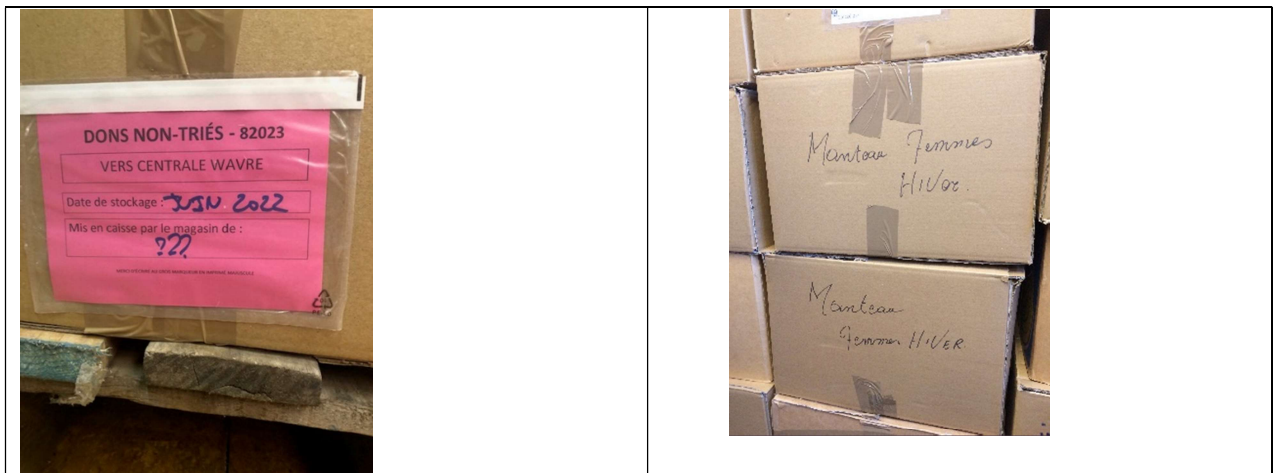 DONS NON-TRIÉS - 82023
VERS CENTRALE WAVRE
Date de stockage : JUIN 2022
Mis en caisse par le magasin de :
???
Manteau Femmes
HIVer.
Manteau
Femmes HIVER